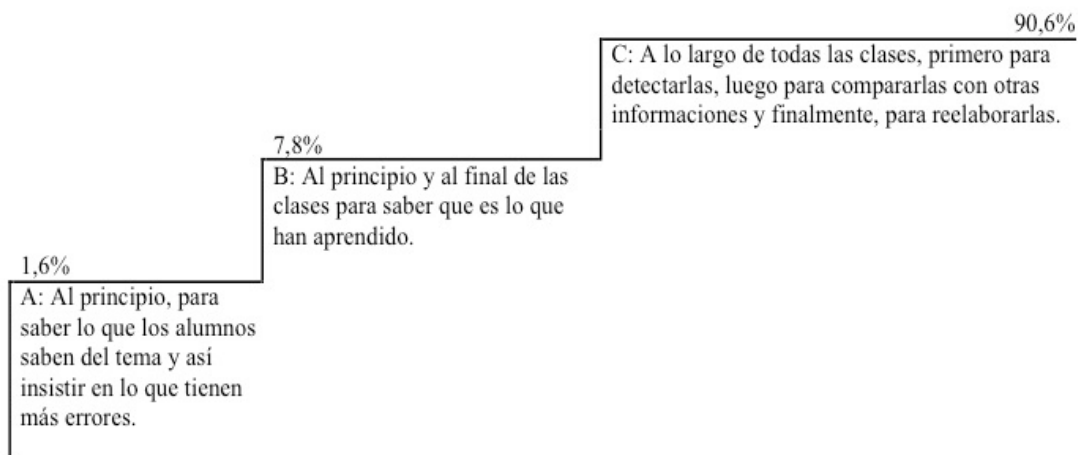 90,6%
C: A lo largo de todas las clases, primero para
detectarlas, luego para compararlas con otras
informaciones y finalmente, para reelaborarlas.
7,8%
B: Al principio y al final de las
clases para saber que es lo que
han aprendido.
1,6%
A: Al principio, para
saber lo que los alumnos
saben del tema y así
insistir en lo que tienen
más errores.